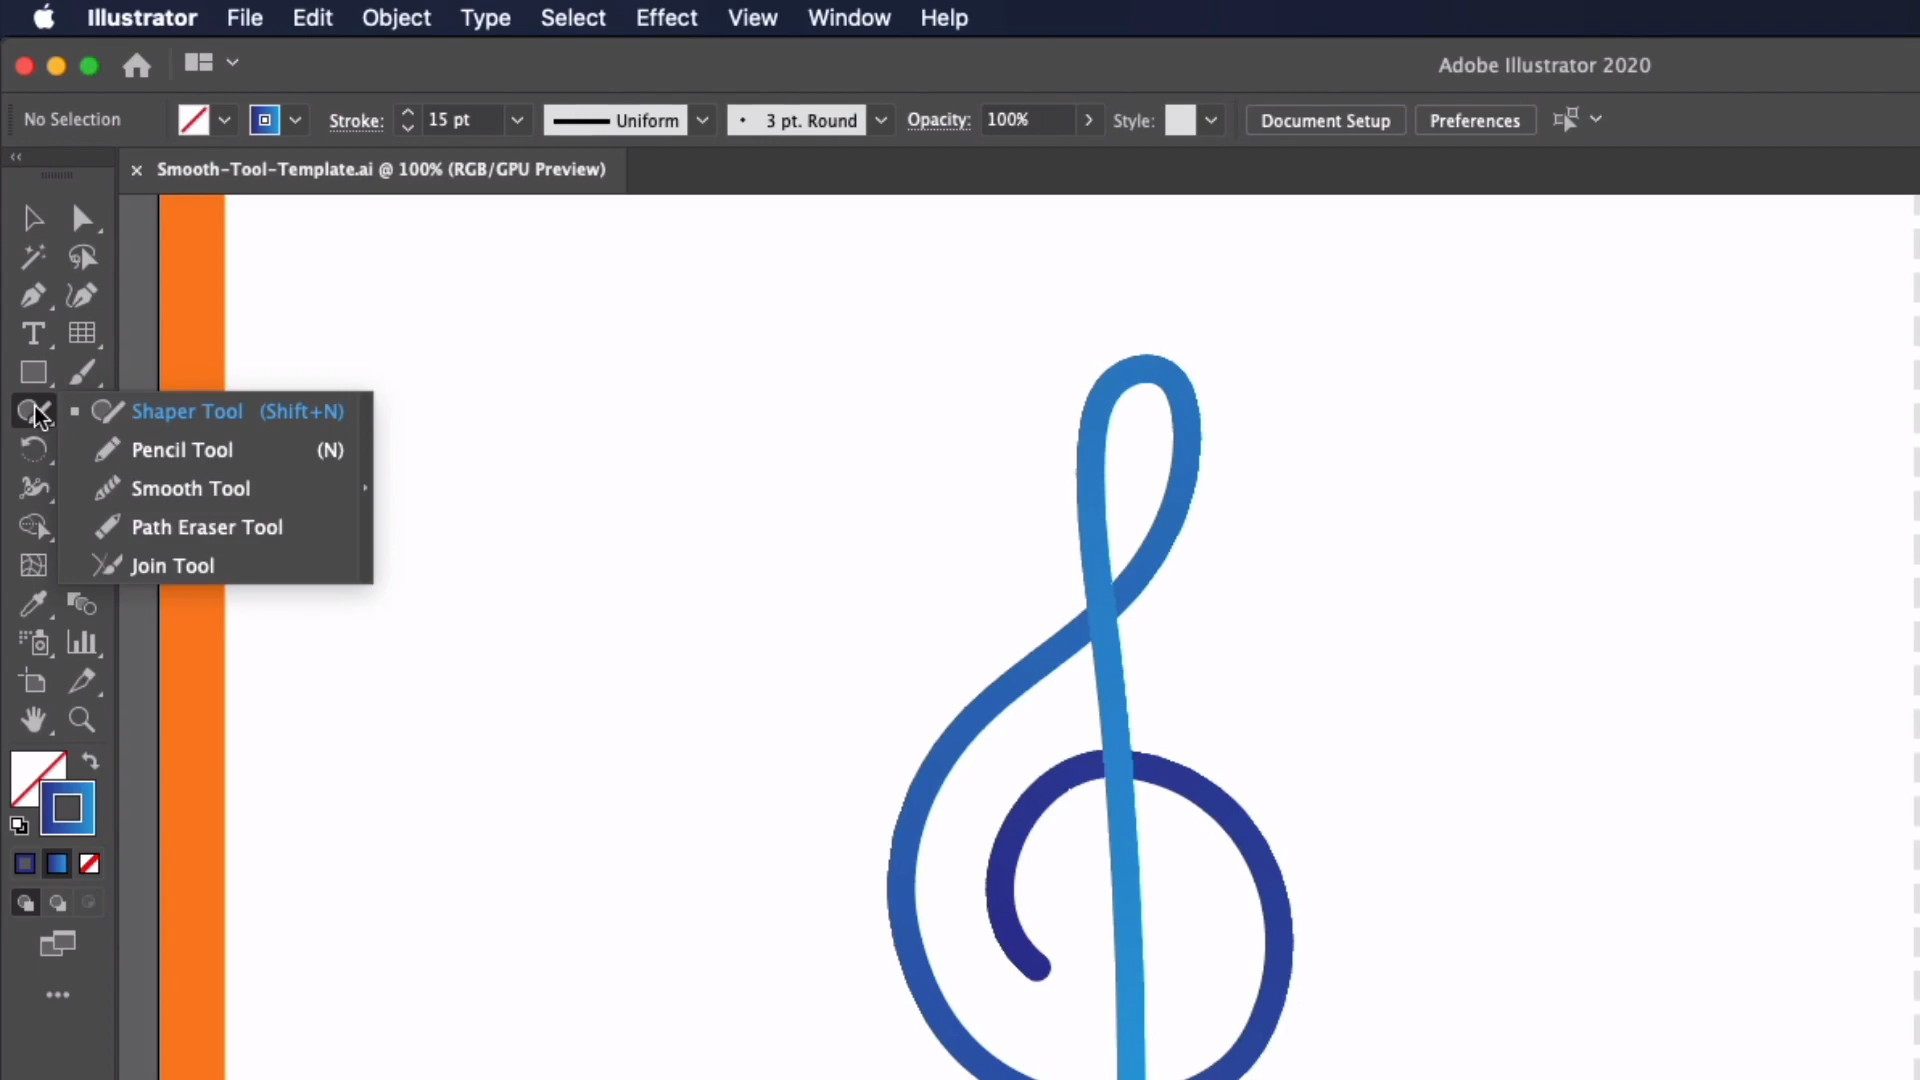 Illustrator File Edit Object Type Select Effect View Window Help
Adobe Illustrator 2020
No Selection Stroke: 15 pt Uniform 3 pt. Round Opacity: 100% Style: Document Setup Preferences
Smooth-Tool-Template.ai @ 100% (RGB/GPU Preview)
Shaper Tool (Shift+N)
Pencil Tool (N)
Smooth Tool
Path Eraser Tool
Join Tool